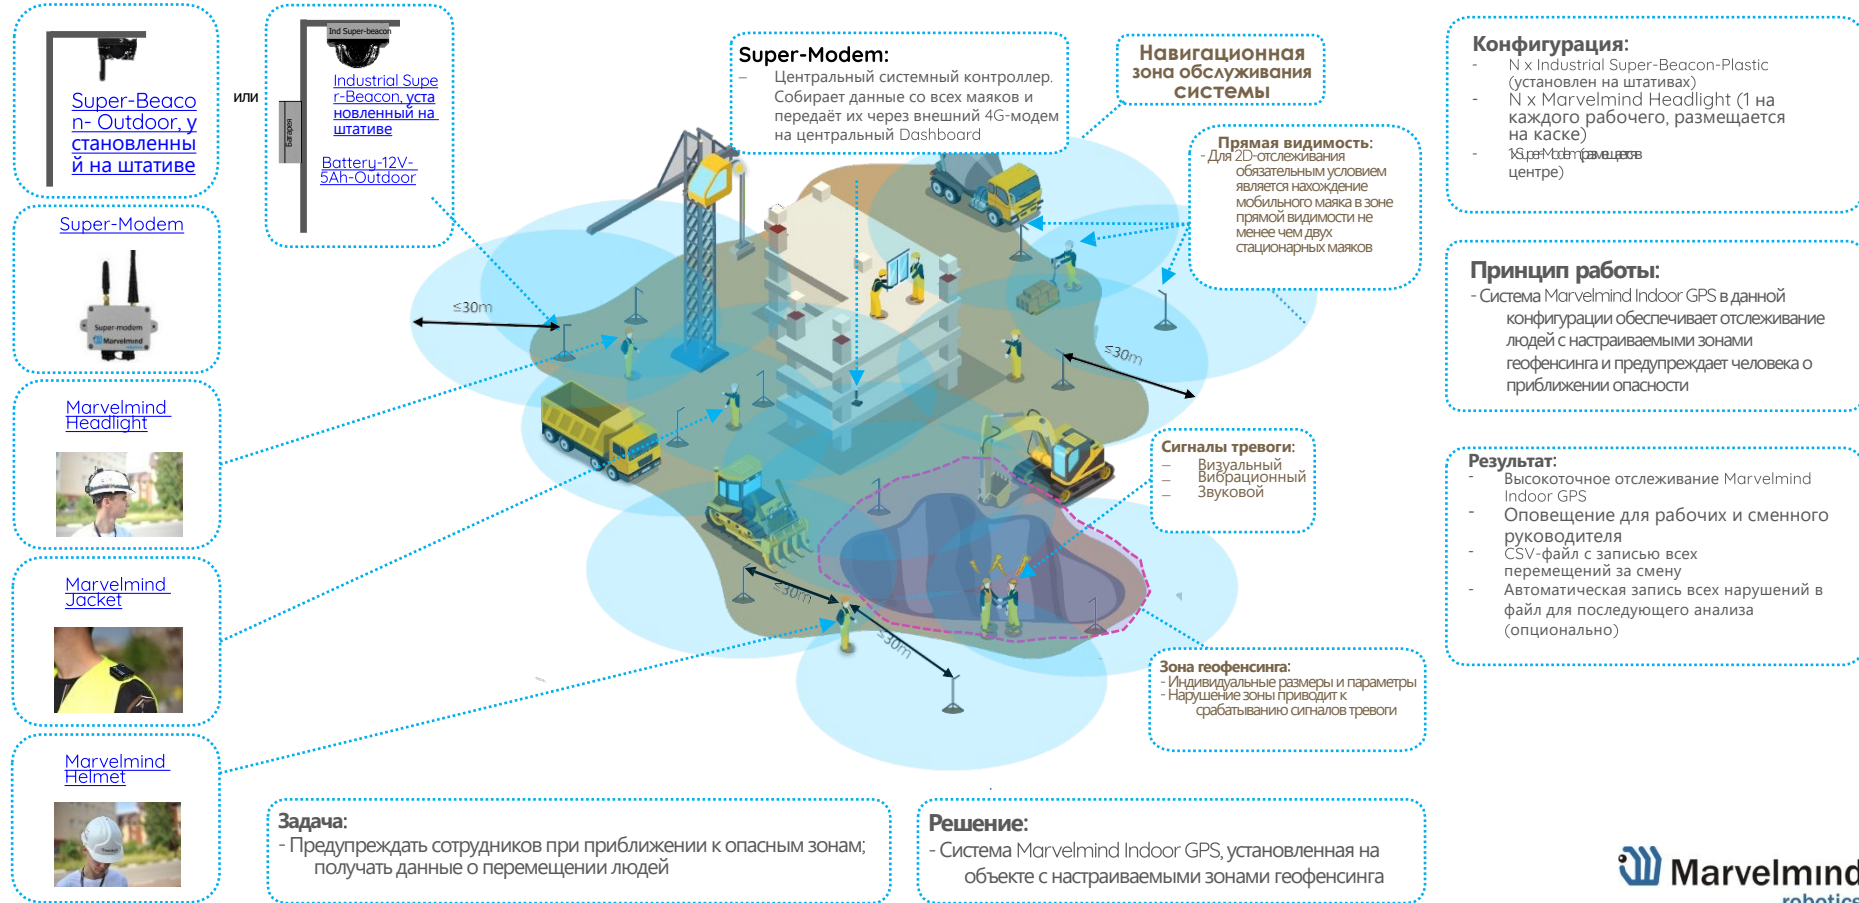 Super-Beaco
n- Outdoor, у
становленны
й на штативе
или
Ind Super-beacon
Батарея
Industrial Supe
r-Beacon, уста
новленный на
штативе
Battery-12V-
5Ah-Outdoor
Super-Modem:
– Центральный системный контроллер.
Собирает данные со всех маяков и
передаёт их через внешний 4G-модем
на центральный Dashboard
Навигационная
зона обслуживания
системы
Прямая видимость:
- Для 2D-отслеживания
обязательным условием
является нахождение
мобильного маяка в зоне
прямой видимости не
менее чем двух
стационарных маяков
Конфигурация:
- N x Industrial Super-Beacon-Plastic
(установлен на штативах)
- N x Marvelmind Headlight (1 на
каждого рабочего, размещается
на каске)
- 1xSuper-Modem (размещается в
центре)
Super-Modem
Super-modem
Marvelmind
Принцип работы:
- Система Marvelmind Indoor GPS в данной
конфигурации обеспечивает отслеживание
людей с настраиваемыми зонами
геофенсинга и предупреждает человека о
приближении опасности
≤30m
≤30m
≤30m
≤30m
Marvelmind
Headlight
Сигналы тревоги:
– Визуальный
– Вибрационный
– Звуковой
Результат:
- Высокоточное отслеживание Marvelmind
Indoor GPS
- Оповещение для рабочих и сменного
руководителя
- CSV-файл с записью всех
перемещений за смену
- Автоматическая запись всех нарушений в
файл для последующего анализа
(опционально)
Marvelmind
Jacket
Зона геофенсинга:
- Индивидуальные размеры и параметры
- Нарушение зоны приводит к
срабатыванию сигналов тревоги
Marvelmind
Helmet
Задача:
- Предупреждать сотрудников при приближении к опасным зонам;
получать данные о перемещении людей
Решение:
- Система Marvelmind Indoor GPS, установленная на
объекте с настраиваемыми зонами геофенсинга
Marvelmind
robotics